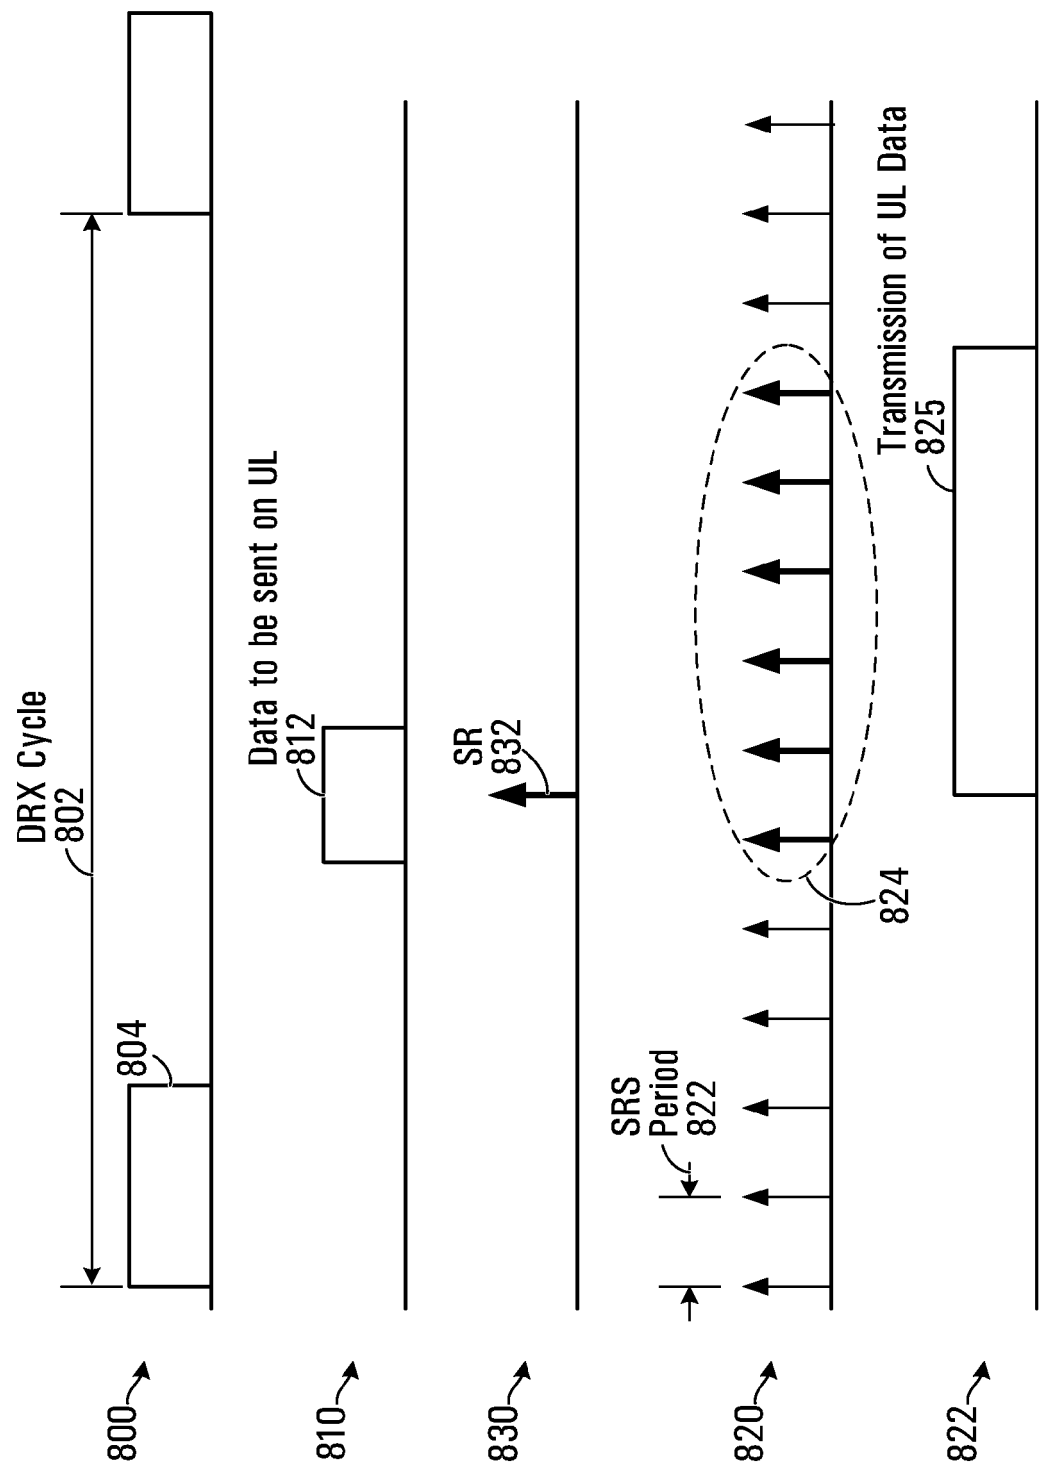 DRX Cycle
802
804
800
Data to be sent on UL
812
810
SR
832
830
SRS
Period
822
824
820
Transmission of UL Data
825
822